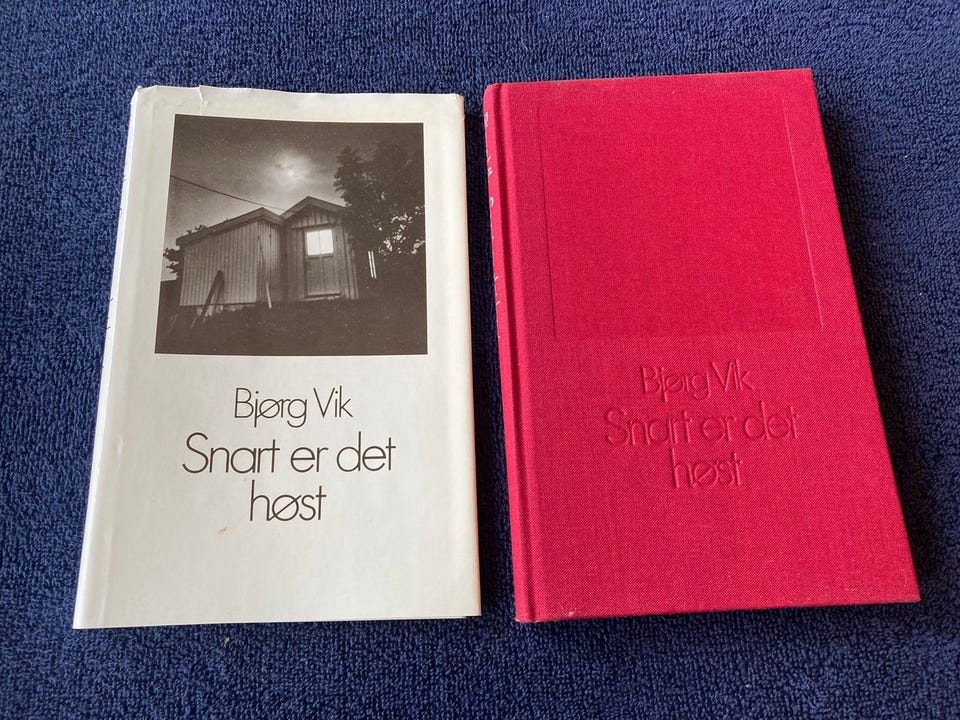 Bjørg Vik
Snart er det
høst
Bjørg Vik
Snart er det
høst